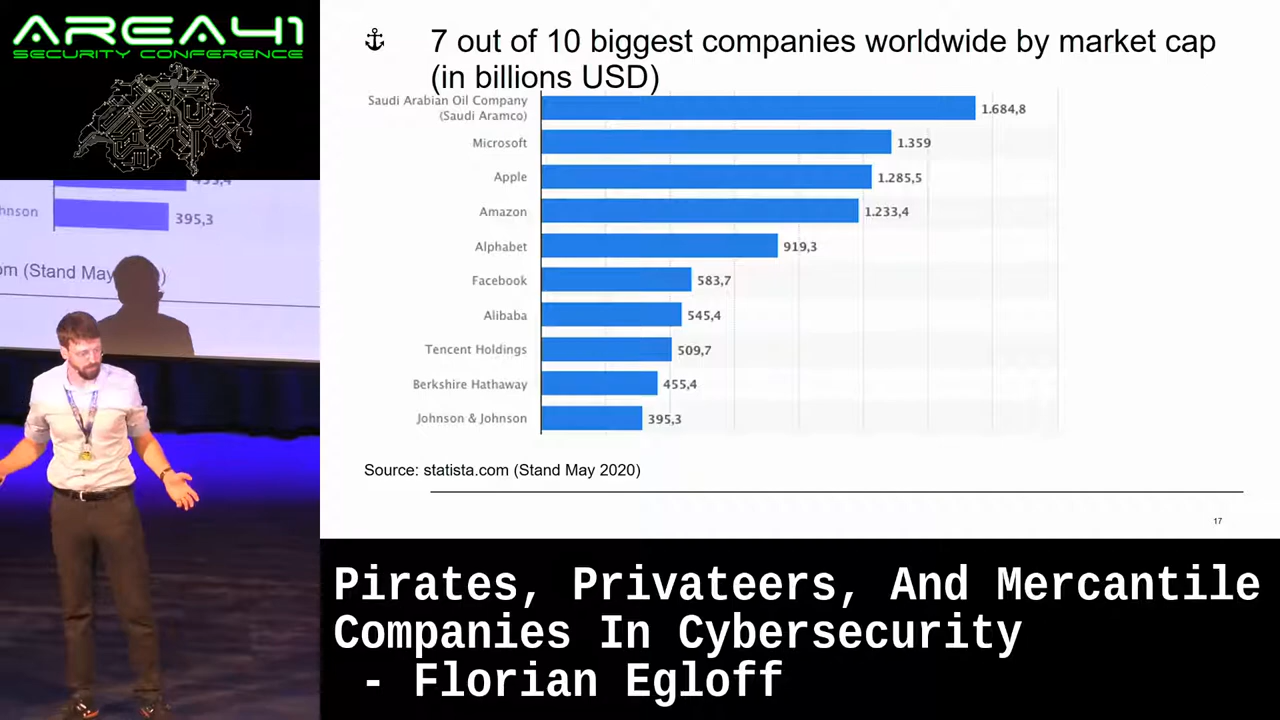 AREA41
SECURITY CONFERENCE
7 out of 10 biggest companies worldwide by market cap
(in billions USD)
Saudi Arabian Oil Company
(Saudi Aramco)
1.684,8
Microsoft
1.359
Apple
1.285,5
Amazon
1.233,4
Alphabet
919,3
Facebook
583,7
Alibaba
545,4
Tencent Holdings
509,7
Berkshire Hathaway
455,4
Johnson & Johnson
395,3
Source: statista.com (Stand May 2020)
17
395,3
(Stand May
Pirates, Privateers, And Mercantile
Companies In Cybersecurity
- Florian Egloff